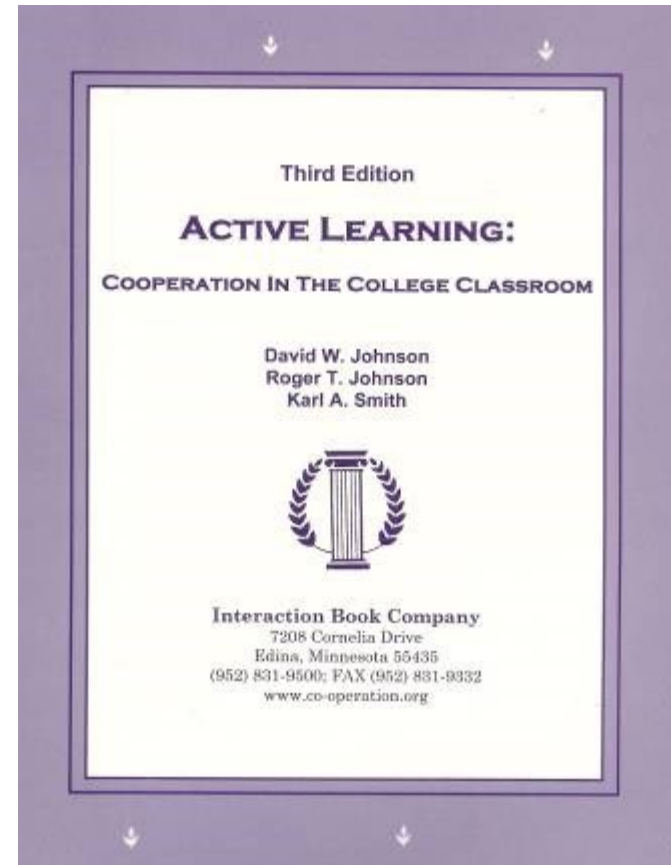 Third Edition
ACTIVE LEARNING:
COOPERATION IN THE COLLEGE CLASSROOM
David W. Johnson
Roger T. Johnson
Karl A. Smith
Interaction Book Company
7208 Cornelia Drive
Edina, Minnesota 55435
(952) 831-9500; FAX (952) 831-9332
www.co-operation.org